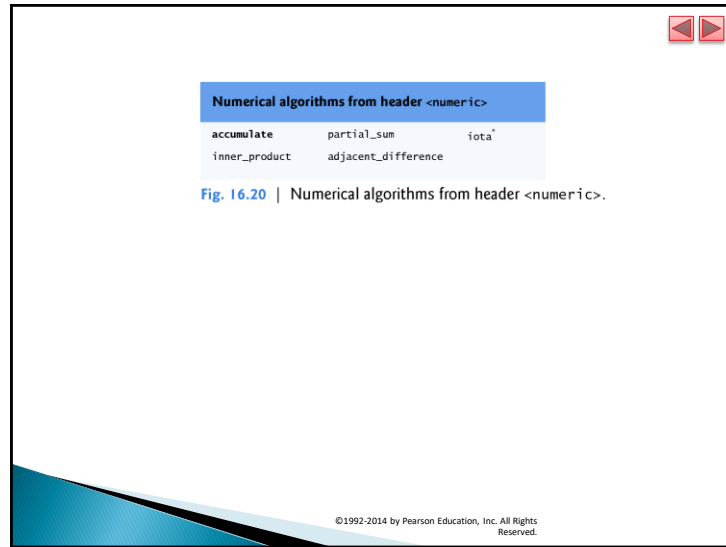 Numerical algorithms from header <numeric>
accumulate partial_sum iota*
inner_product adjacent_difference
Fig. 16.20 | Numerical algorithms from header <numeric>.
©1992-2014 by Pearson Education, Inc. All Rights
Reserved.